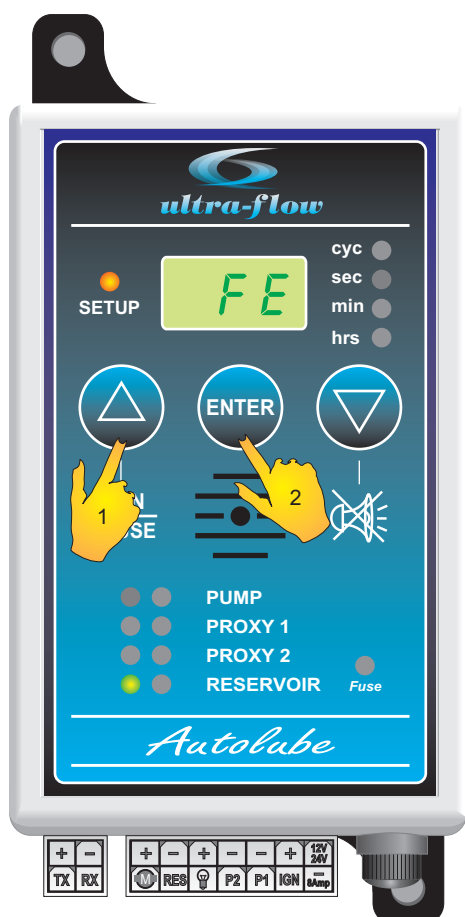 ultra-flow
cyc
sec
min
hrs
SETUP
FE
ENTER
1
2
PUMP
PROXY 1
PROXY 2
RESERVOIR
Fuse
Autolube
+ − + − + − − + 12V 24V
TX RX M RES P2 P1 IGN − 8Amp